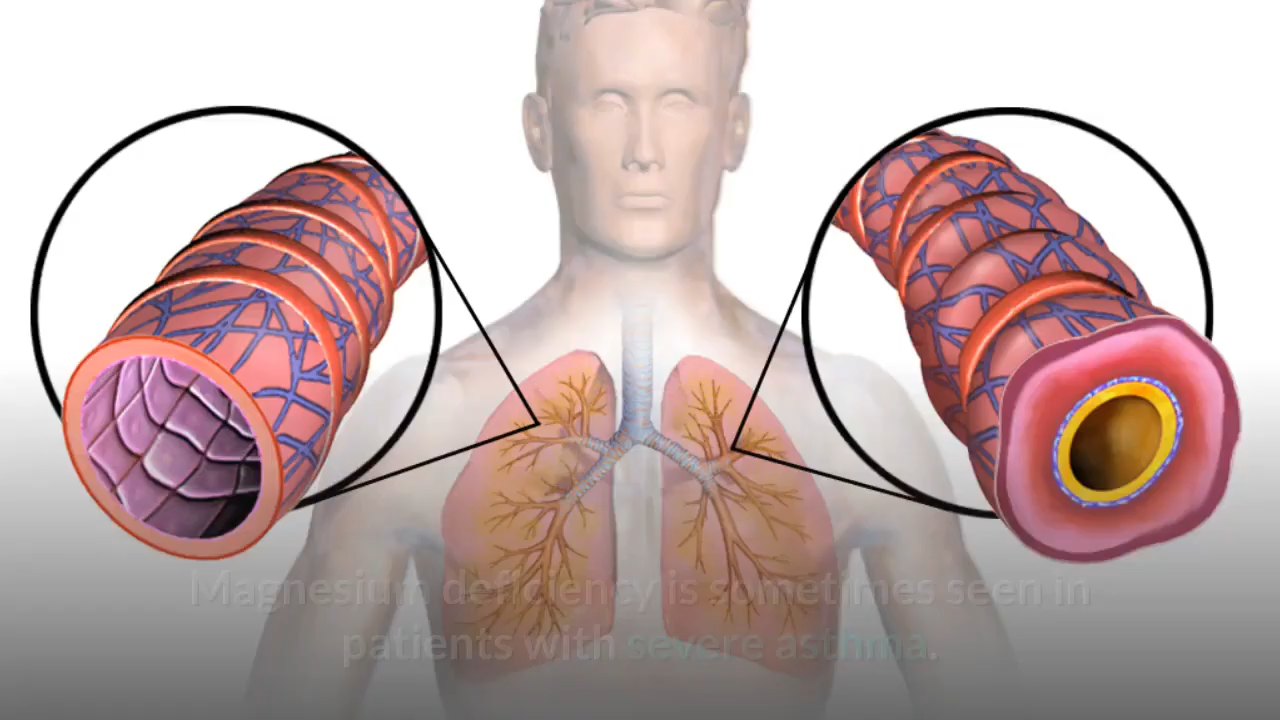 Magnesium deficiency is sometimes seen in
patients with severe asthma.